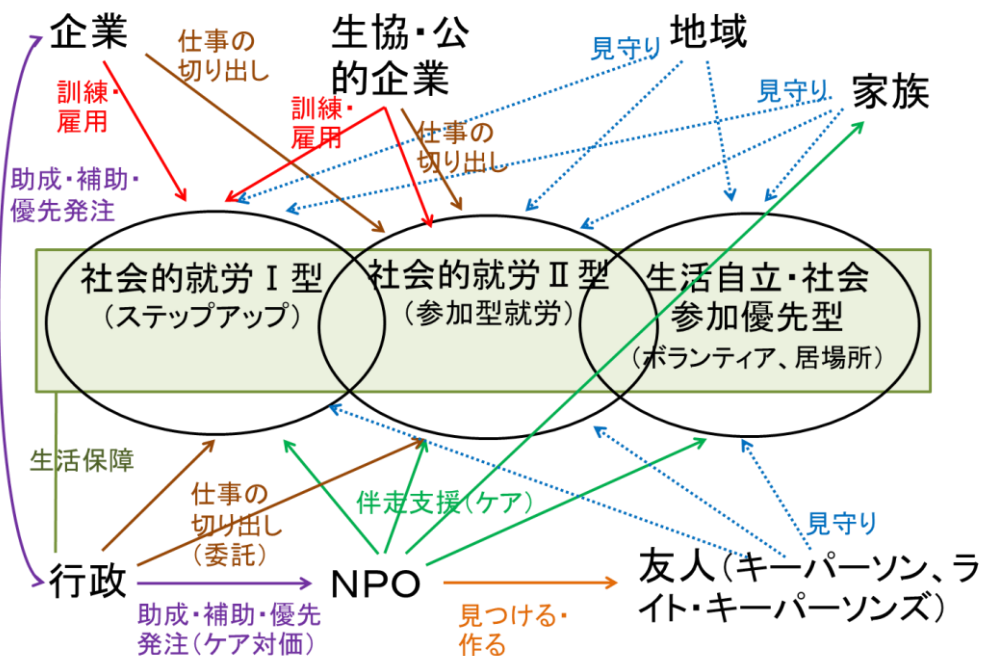 企業
仕事の
切り出し
生協・公
的企業
地域
見守り
家族
見守り
訓練・
雇用
訓練・
雇用
仕事の
切り出し
助成・補助・
優先発注
社会的就労Ⅰ型
（ステップアップ）
社会的就労Ⅱ型
（参加型就労）
生活自立・社会
参加優先型
（ボランティア、居場所）
生活保障
仕事の
切り出し
（委託）
伴走支援（ケア）
見守り
行政
NPO
友人（キーパーソン、ラ
イト・キーパーソンズ）
助成・補助・優先
発注（ケア対価）
見つける・
作る